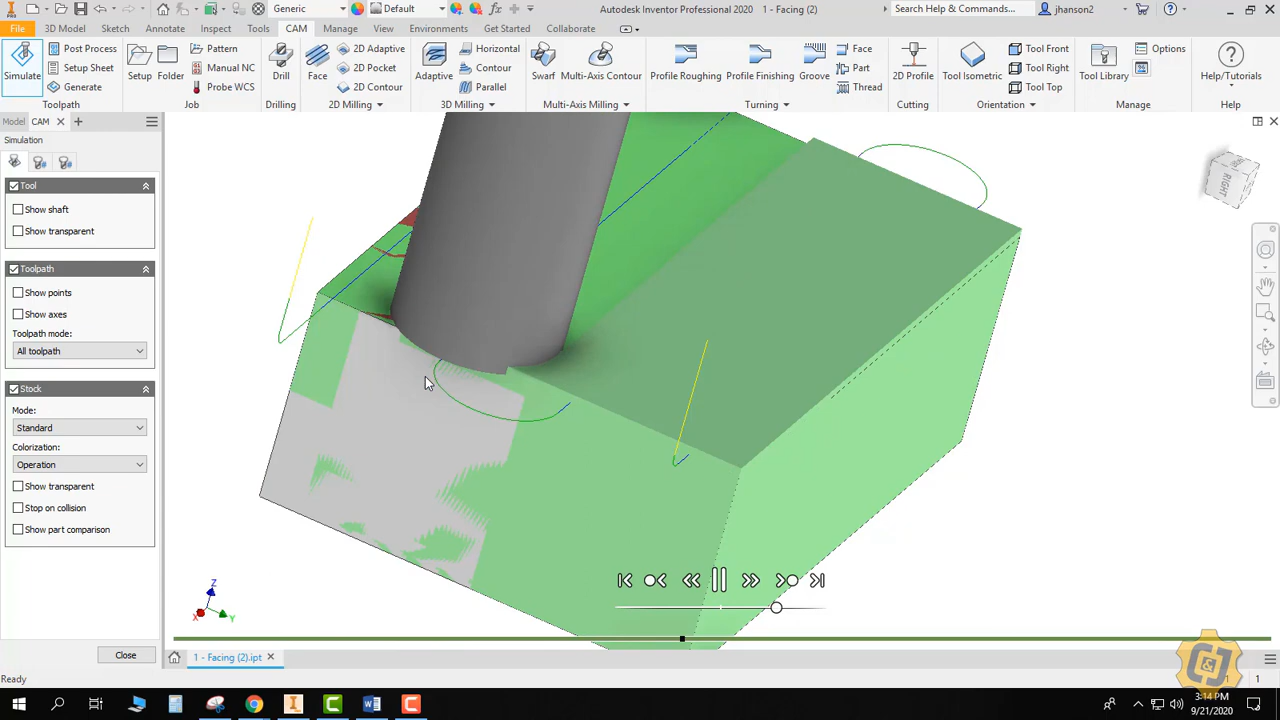 PRO
Generic
Default
Autodesk Inventor Professional 2020
1 - Facing (2)
Search Help & Commands...
jhanson2
File
3D Model
Sketch
Annotate
Inspect
Tools
CAM
Manage
View
Environments
Get Started
Collaborate
Simulate
Post Process
Setup Sheet
Generate
Toolpath
Setup
Folder
Pattern
Manual NC
Probe WCS
Job
Drill
Drilling
Face
2D Adaptive
2D Pocket
2D Contour
2D Milling
Adaptive
Horizontal
Contour
Parallel
3D Milling
Swarf
Multi-Axis Contour
Multi-Axis Milling
Profile Roughing
Profile Finishing
Groove
Face
Part
Thread
Turning
2D Profile
Cutting
Tool Isometric
Tool Front
Tool Right
Tool Top
Orientation
Tool Library
Options
Manage
Help/Tutorials
Help
Model
CAM
Simulation
Tool
Show shaft
Show transparent
Toolpath
Show points
Show axes
Toolpath mode:
All toolpath
Stock
Mode:
Standard
Colorization:
Operation
Show transparent
Stop on collision
Show part comparison
Close
RIGHT
Z
X
Y
1 - Facing (2).ipt
Ready
1
3:14 PM
9/21/2020